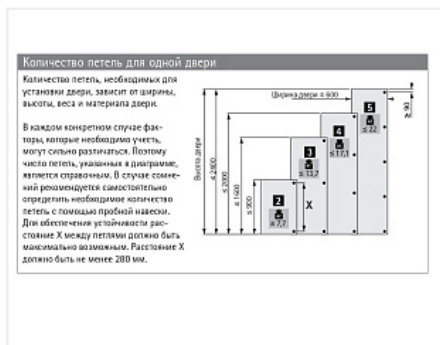 Количество петель для одной двери
Количество петель, необходимых для
установки двери, зависит от ширины,
высоты, веса и материала двери.
В каждом конкретном случае фак-
торы, которые необходимо учесть,
могут сильно различаться. Поэтому
число петель, указанных в диаграмме,
является справочным. В случае сомне-
ний рекомендуется самостоятельно
определить необходимое количество
петель с помощью пробной навески.
Для обеспечения устойчивости рас-
стояние X между петлями должно быть
максимально возможным. Расстояние X
должно быть не менее 280 мм.
Ширина двери = 600
Высота двери
≤ 2400
≤ 2000
≤ 1600
≤ 900
≥ 90
5
≤ 22
4
≤ 17,1
3
≤ 13,7
2
≤ 7,7
X